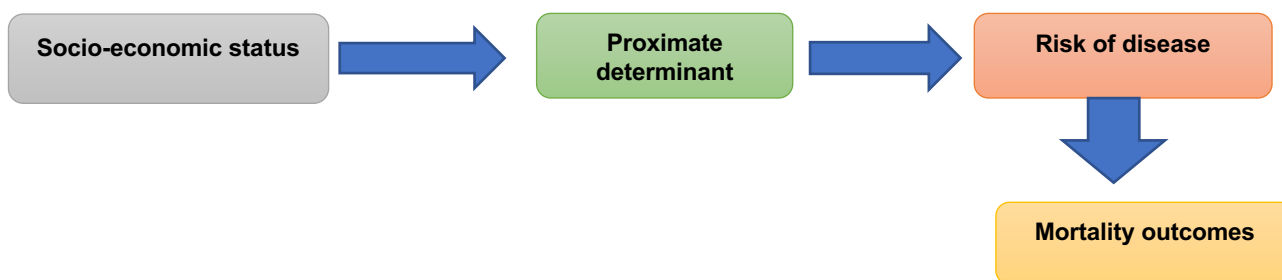 Socio-economic status
Proximate
determinant
Risk of disease
Mortality outcomes